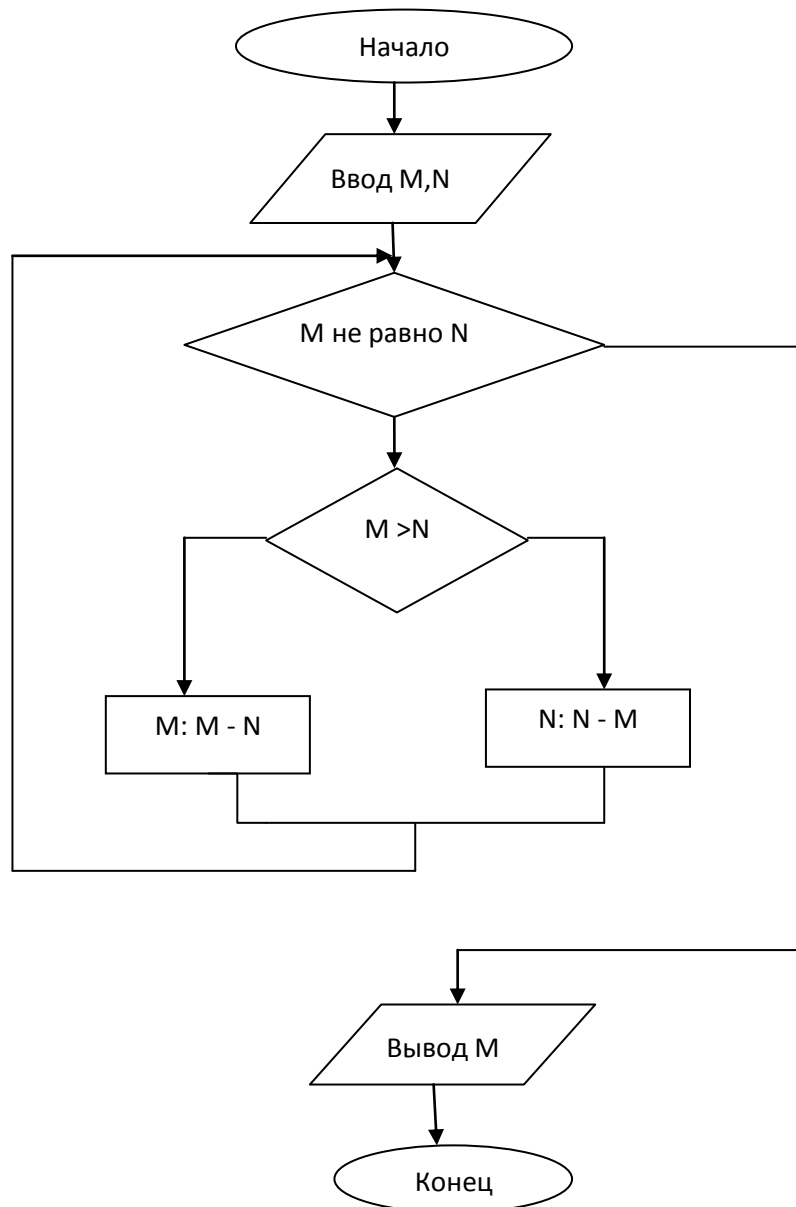 Начало
Ввод M,N
M не равно N
M >N
M: M - N
N: N - M
Вывод M
Конец